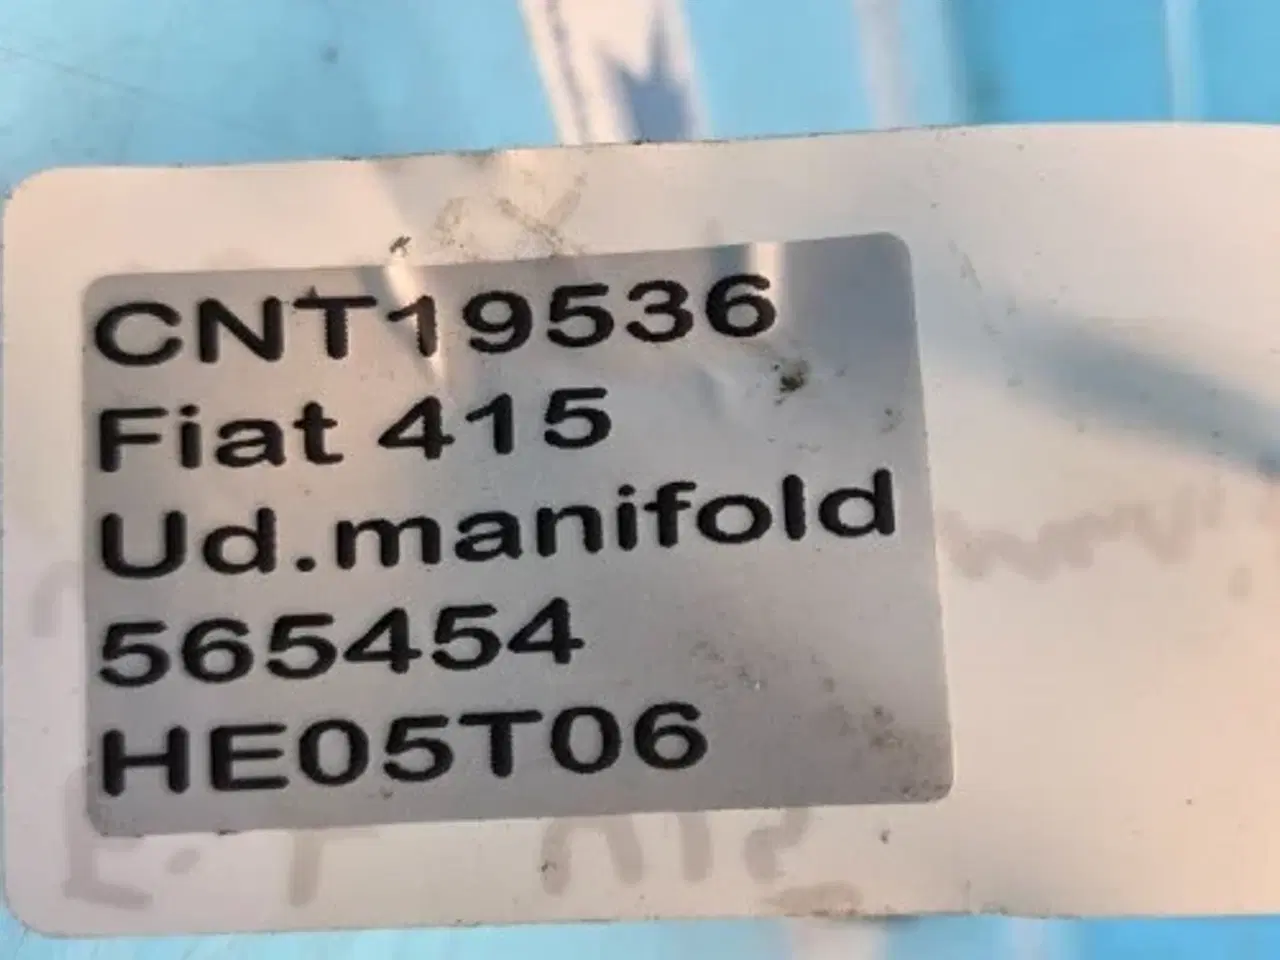 CNT19536
Fiat 415
Ud.manifold
565454
HE05T06